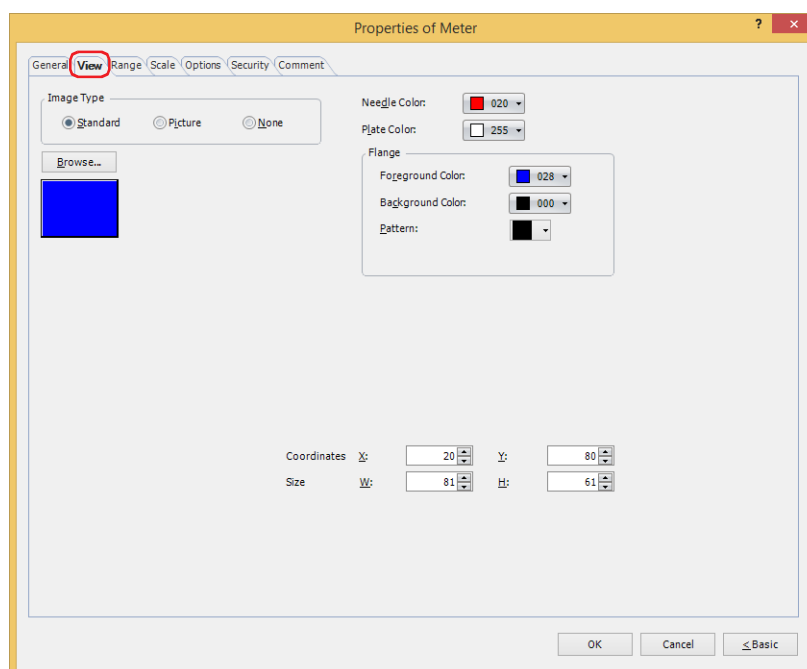 Properties of Meter
? ×
General View Range Scale Options Security Comment
Image Type
Standard Picture None
Browse...
Needle Color: 020
Plate Color: 255
Flange
Foreground Color: 028
Background Color: 000
Pattern:
Coordinates X: 20 Y: 80
Size W: 81 H: 61
OK Cancel < Basic